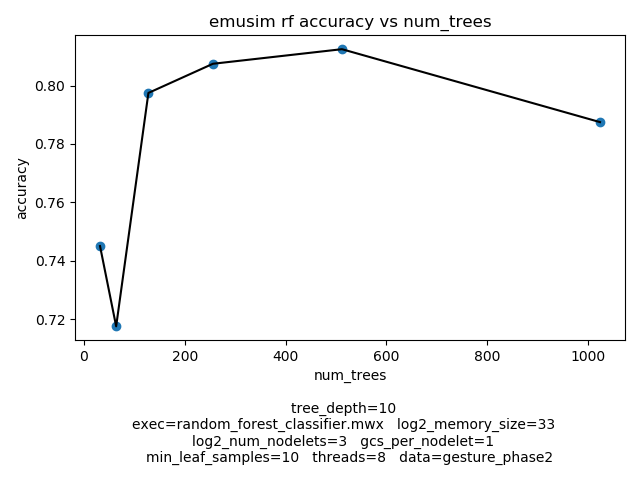 emusim rf accuracy vs num_trees
0.80
0.78
0.76
0.74
0.72
accuracy
0 200 400 600 800 1000
num_trees
tree_depth=10
exec=random_forest_classifier.mwx log2_memory_size=33
log2_num_nodelets=3 gcs_per_nodelet=1
min_leaf_samples=10 threads=8 data=gesture_phase2